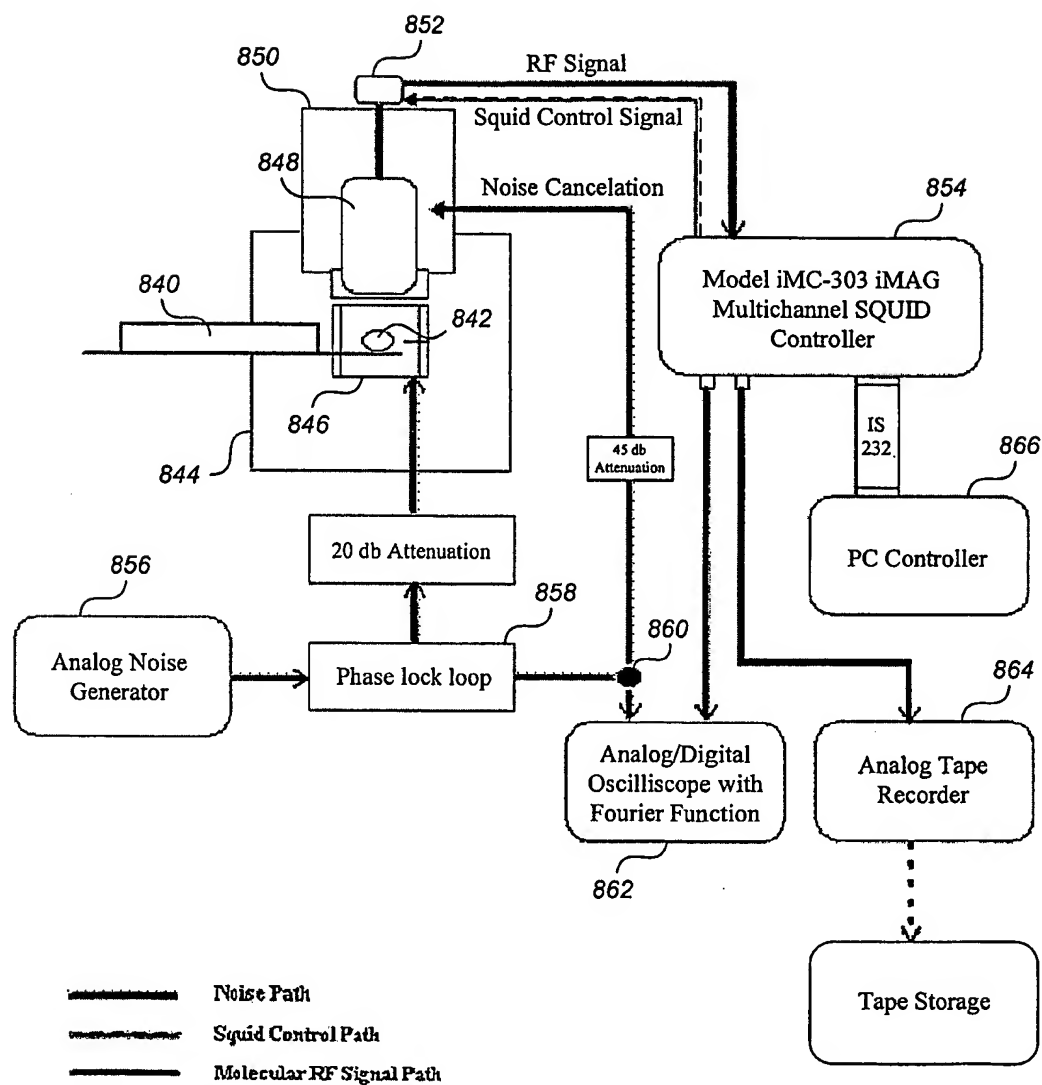 852
850
RF Signal
Squid Control Signal
848
Noise Cancelation
854
Model iMC-303 iMAG
Multichannel SQUID
Controller
840
842
846
844
45 db
Attenuation
IS
232
866
PC Controller
20 db Attenuation
856
858
860
Analog Noise
Generator
Phase lock loop
864
Analog/Digital
Oscilliscope with
Fourier Function
Analog Tape
Recorder
862
Tape Storage
Noise Path
Squid Control Path
Molecular RF Signal Path